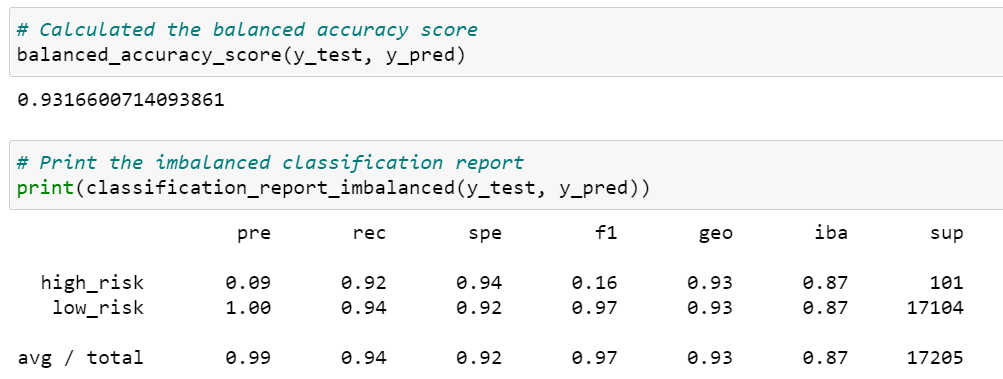 # Calculated the balanced accuracy score
balanced_accuracy_score(y_test, y_pred)
0.9316600714093861
# Print the imbalanced classification report
print(classification_report_imbalanced(y_test, y_pred))
pre rec spe f1 geo iba sup
high_risk 0.09 0.92 0.94 0.16 0.93 0.87 101
low_risk 1.00 0.94 0.92 0.97 0.93 0.87 17104
avg / total 0.99 0.94 0.92 0.97 0.93 0.87 17205